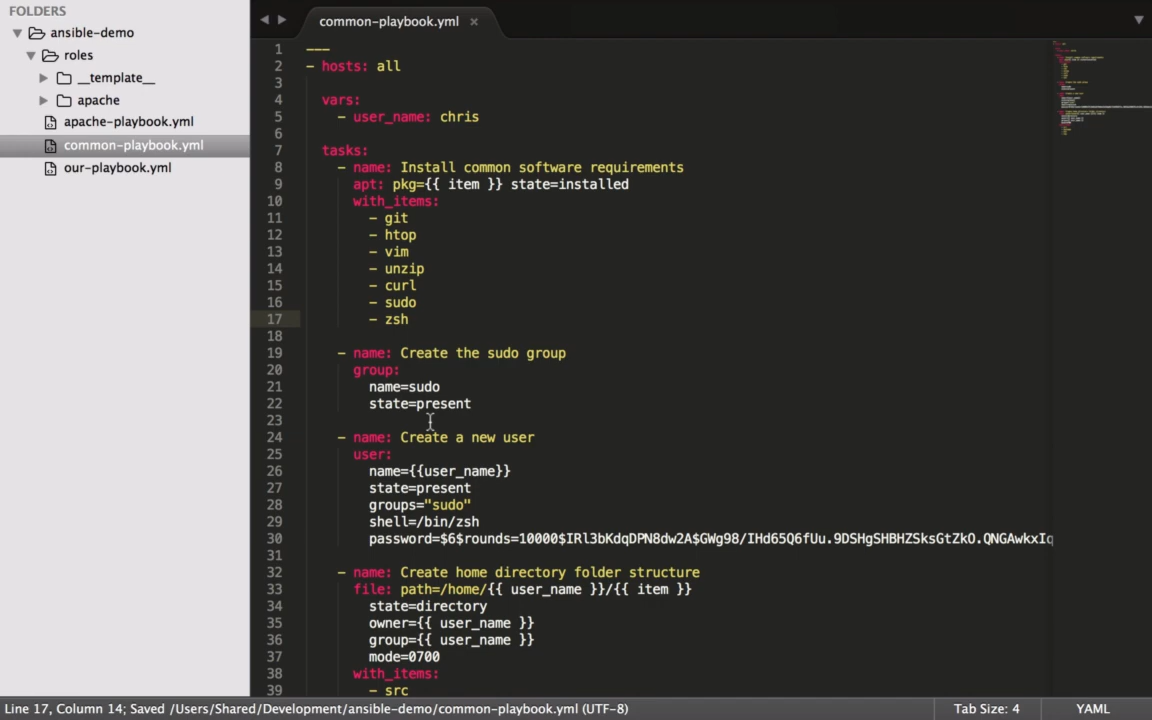 FOLDERS
ansible-demo
roles
__template__
apache
apache-playbook.yml
common-playbook.yml
our-playbook.yml
common-playbook.yml ×
1 ---
2 - hosts: all
3
4 vars:
5 - user_name: chris
6
7 tasks:
8 - name: Install common software requirements
9 apt: pkg={{ item }} state=installed
10 with_items:
11 - git
12 - htop
13 - vim
14 - unzip
15 - curl
16 - sudo
17 - zsh
18
19 - name: Create the sudo group
20 group:
21 name=sudo
22 state=present
23
24 - name: Create a new user
25 user:
26 name={{user_name}}
27 state=present
28 groups="sudo"
29 shell=/bin/zsh
30 password=$6$rounds=10000$IRl3bKdqDPN8dw2A$GWg98/IHd65Q6fUu.9DSHgSHBHZSksGtZkO.QNGAwkxIq
31
32 - name: Create home directory folder structure
33 file: path=/home/{{ user_name }}/{{ item }}
34 state=directory
35 owner={{ user_name }}
36 group={{ user_name }}
37 mode=0700
38 with_items:
39 - src
Line 17, Column 14; Saved /Users/Shared/Development/ansible-demo/common-playbook.yml (UTF-8)
Tab Size: 4
YAML